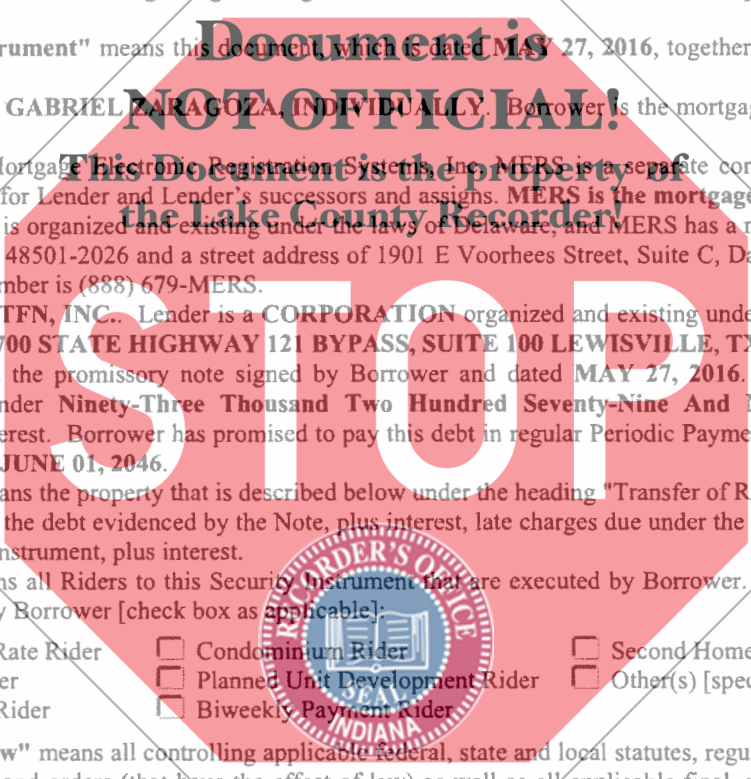 Document is
rument" means this document, which is dated MAY 27, 2016, together
NOT OFFICIAL!
GABRIEL ZARAGOZA, INDIVIDUALLY. Borrower is the mortga
This Document is the property of
Mortgage Electronic Registration Systems, Inc. MERS is a separate cor
for Lender and Lender's successors and assigns. MERS is the mortgage
the Lake County Recorder!
is organized and existing under the laws of Delaware, and MERS has a
48501-2026 and a street address of 1901 E Voorhees Street, Suite C, Da
mber is (888) 679-MERS.
TFN, INC.. Lender is a CORPORATION organized and existing unde
700 STATE HIGHWAY 121 BYPASS, SUITE 100 LEWISVILLE, TX
STOP
the promissory note signed by Borrower and dated MAY 27, 2016.
nder Ninety-Three Thousand Two Hundred Seventy-Nine And
erest. Borrower has promised to pay this debt in regular Periodic Payme
JUNE 01, 2046.
ans the property that is described below under the heading "Transfer of R
the debt evidenced by the Note, plus interest, late charges due under the
nstrument, plus interest.
ns all Riders to this Security Instrument that are executed by Borrower.
y Borrower [check box as applicable]:
Rate Rider Condominium Rider Second Home
er Planned Unit Development Rider Other(s) [spec
Rider Biweekly Payment Rider
RECORDER'S OFFICE
SEAL
INDIANA
w" means all controlling applicable federal, state and local statutes, regu